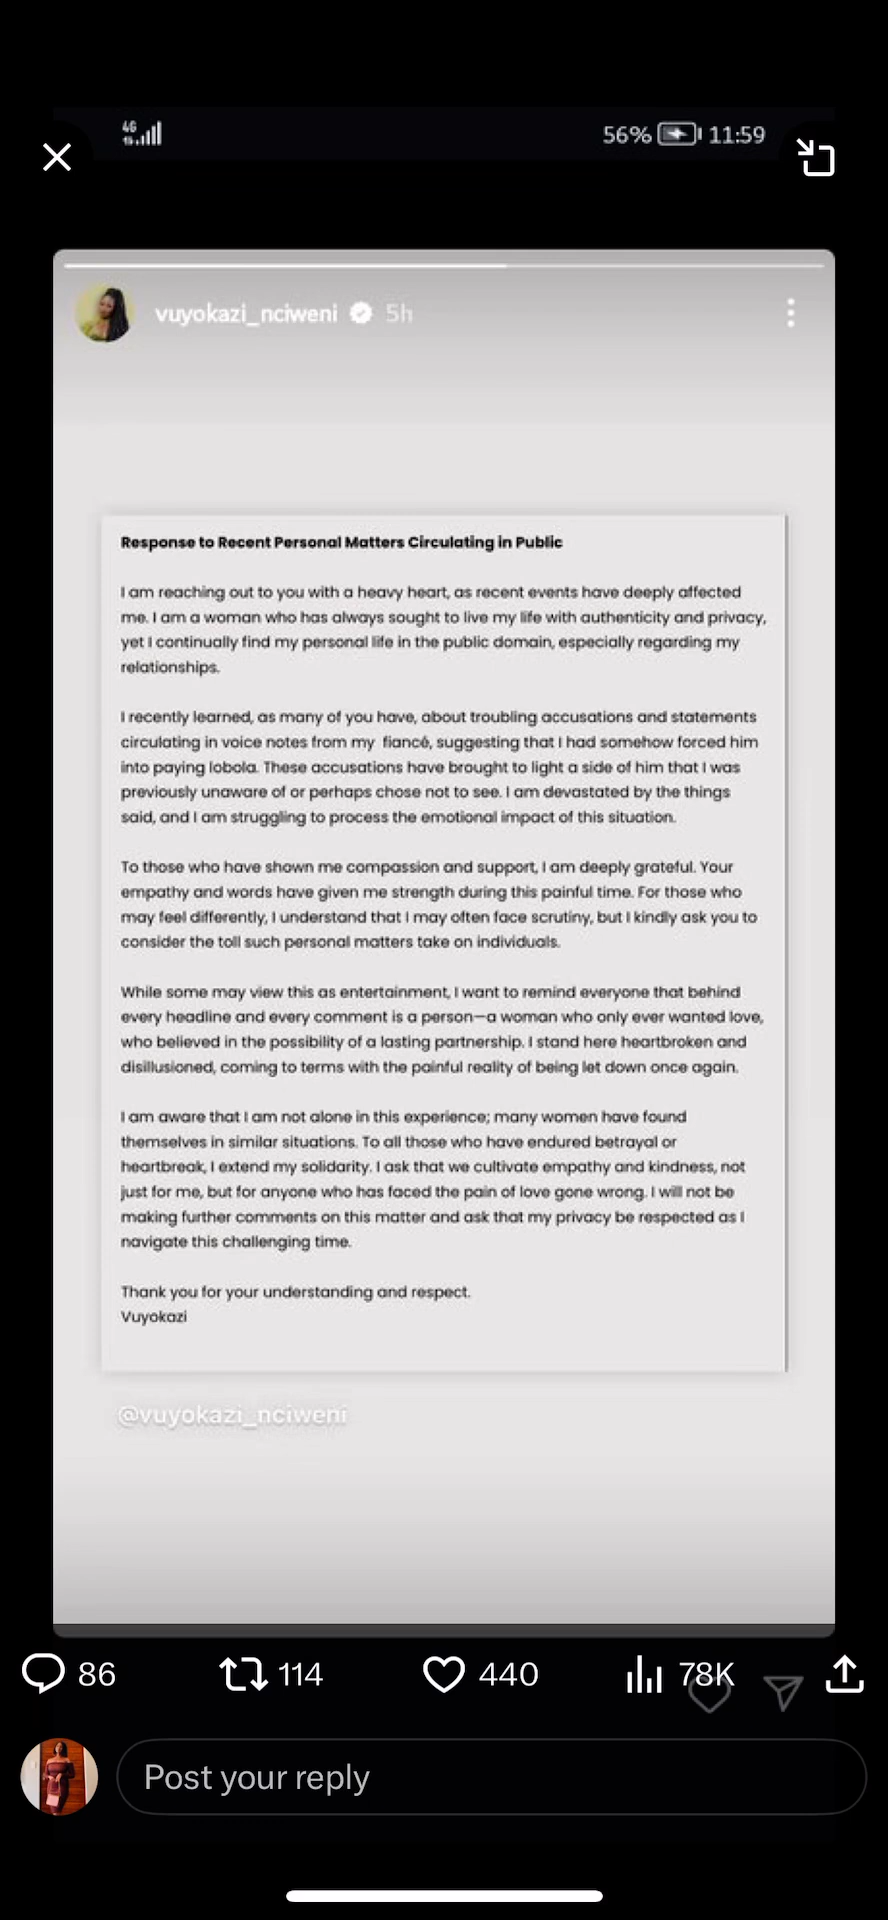 4G
56% 11:59
vuyokazi_nciweni 5h
Response to Recent Personal Matters Circulating in Public
I am reaching out to you with a heavy heart, as recent events have deeply affected
me. I am a woman who has always sought to live my life with authenticity and privacy,
yet I continually find my personal life in the public domain, especially regarding my
relationships.
I recently learned, as many of you have, about troubling accusations and statements
circulating in voice notes from my fiancé, suggesting that I had somehow forced him
into paying lobola. These accusations have brought to light a side of him that I was
previously unaware of or perhaps chose not to see. I am devastated by the things
said, and I am struggling to process the emotional impact of this situation.
To those who have shown me compassion and support, I am deeply grateful. Your
empathy and words have given me strength during this painful time. For those who
may feel differently, I understand that I may often face scrutiny, but I kindly ask you to
consider the toll such personal matters take on individuals.
While some may view this as entertainment, I want to remind everyone that behind
every headline and every comment is a person—a woman who only ever wanted love,
who believed in the possibility of a lasting partnership. I stand here heartbroken and
disillusioned, coming to terms with the painful reality of being let down once again.
I am aware that I am not alone in this experience; many women have found
themselves in similar situations. To all those who have endured betrayal or
heartbreak, I extend my solidarity. I ask that we cultivate empathy and kindness, not
just for me, but for anyone who has faced the pain of love gone wrong. I will not be
making further comments on this matter and ask that my privacy be respected as I
navigate this challenging time.
Thank you for your understanding and respect.
Vuyokazi
@vuyokazi_nciweni
86 114 440 78K
Post your reply